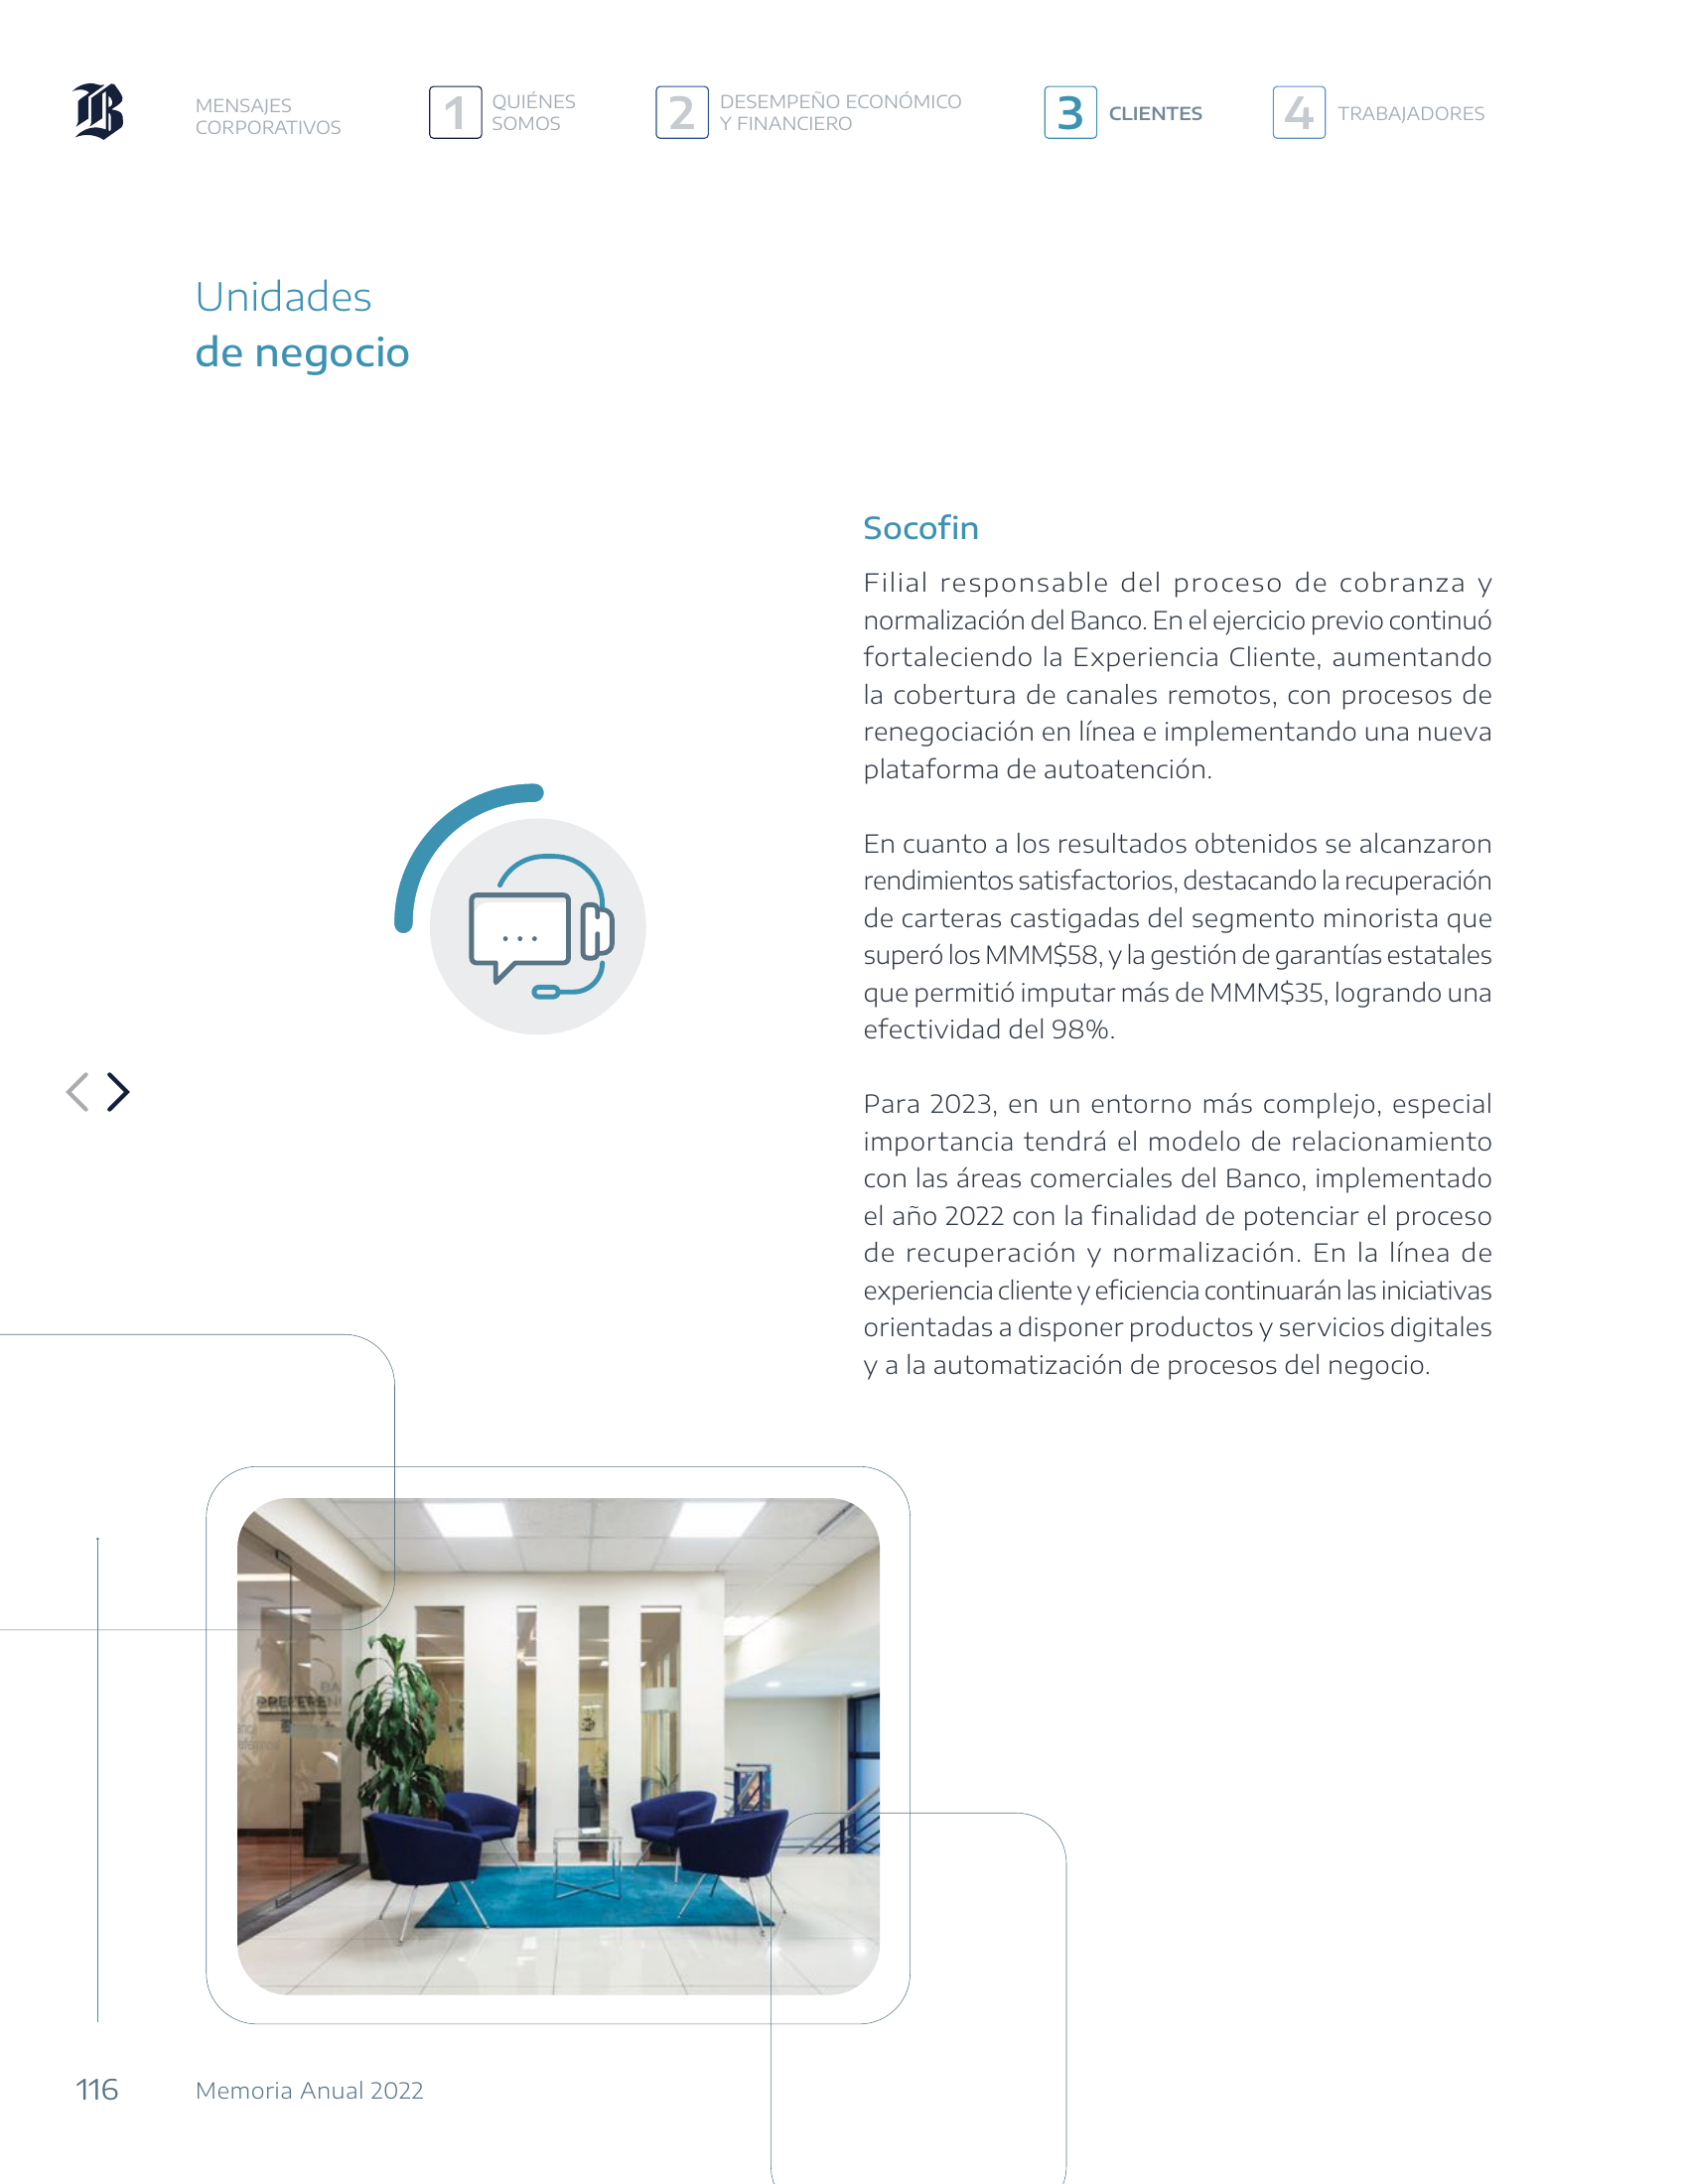 B
MENSAJES
CORPORATIVOS
1
QUIÉNES
SOMOS
2
DESEMPEÑO ECONÓMICO
Y FINANCIERO
3
CLIENTES
4
TRABAJADORES
Unidades
de negocio
Socofin
Filial responsable del proceso de cobranza y
normalización del Banco. En el ejercicio previo continuó
fortaleciendo la Experiencia Cliente, aumentando
la cobertura de canales remotos, con procesos de
renegociación en línea e implementando una nueva
plataforma de autoatención.
En cuanto a los resultados obtenidos se alcanzaron
rendimientos satisfactorios, destacando la recuperación
de carteras castigadas del segmento minorista que
superó los MMM$58, y la gestión de garantías estatales
que permitió imputar más de MMM$35, logrando una
efectividad del 98%.
Para 2023, en un entorno más complejo, especial
importancia tendrá el modelo de relacionamiento
con las áreas comerciales del Banco, implementado
el año 2022 con la finalidad de potenciar el proceso
de recuperación y normalización. En la línea de
experiencia cliente y eficiencia continuarán las iniciativas
orientadas a disponer productos y servicios digitales
y a la automatización de procesos del negocio.
116
Memoria Anual 2022